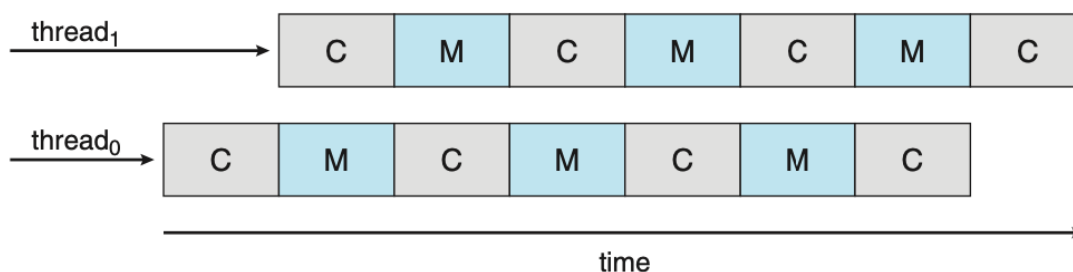 thread₁ C M C M C M C
thread₀ C M C M C M C
time